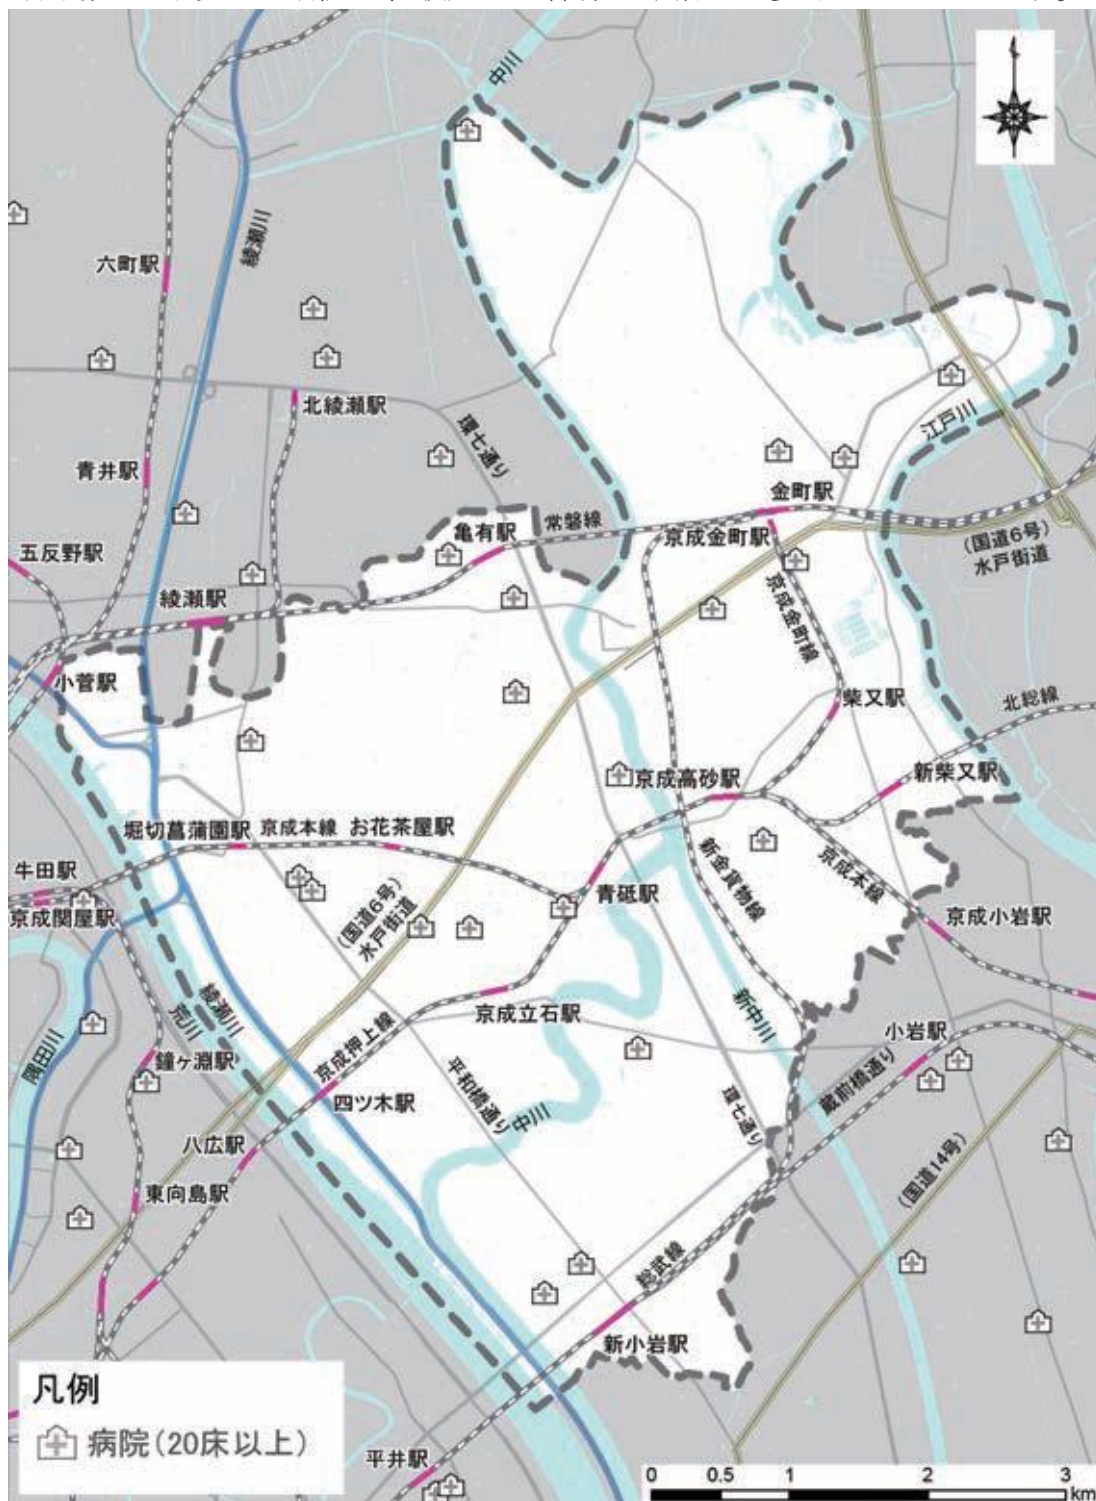 中川
綾瀬川
六町駅
北綾瀬駅
環七通り
江戸川
青井駅
金町駅
亀有駅
常磐線
京成金町駅
(国道6号)
水戸街道
五反野駅
綾瀬駅
京成金町線
小菅駅
柴又駅
北総線
京成高砂駅
新柴又駅
堀切菖蒲園駅
京成本線
お花茶屋駅
牛田駅
京成関屋駅
(国道6号)
水戸街道
青砥駅
新金貨物線
京成本線
京成小岩駅
綾瀬川
荒川
隅田川
京成立石駅
新中川
小岩駅
鐘ヶ淵駅
京成押上線
四ツ木駅
平和橋通り
中川
環七通り
蔵前橋通り
八広駅
東向島駅
(国道14号)
総武線
新小岩駅
凡例
病院(20床以上)
平井駅
0 0.5 1 2 3
km